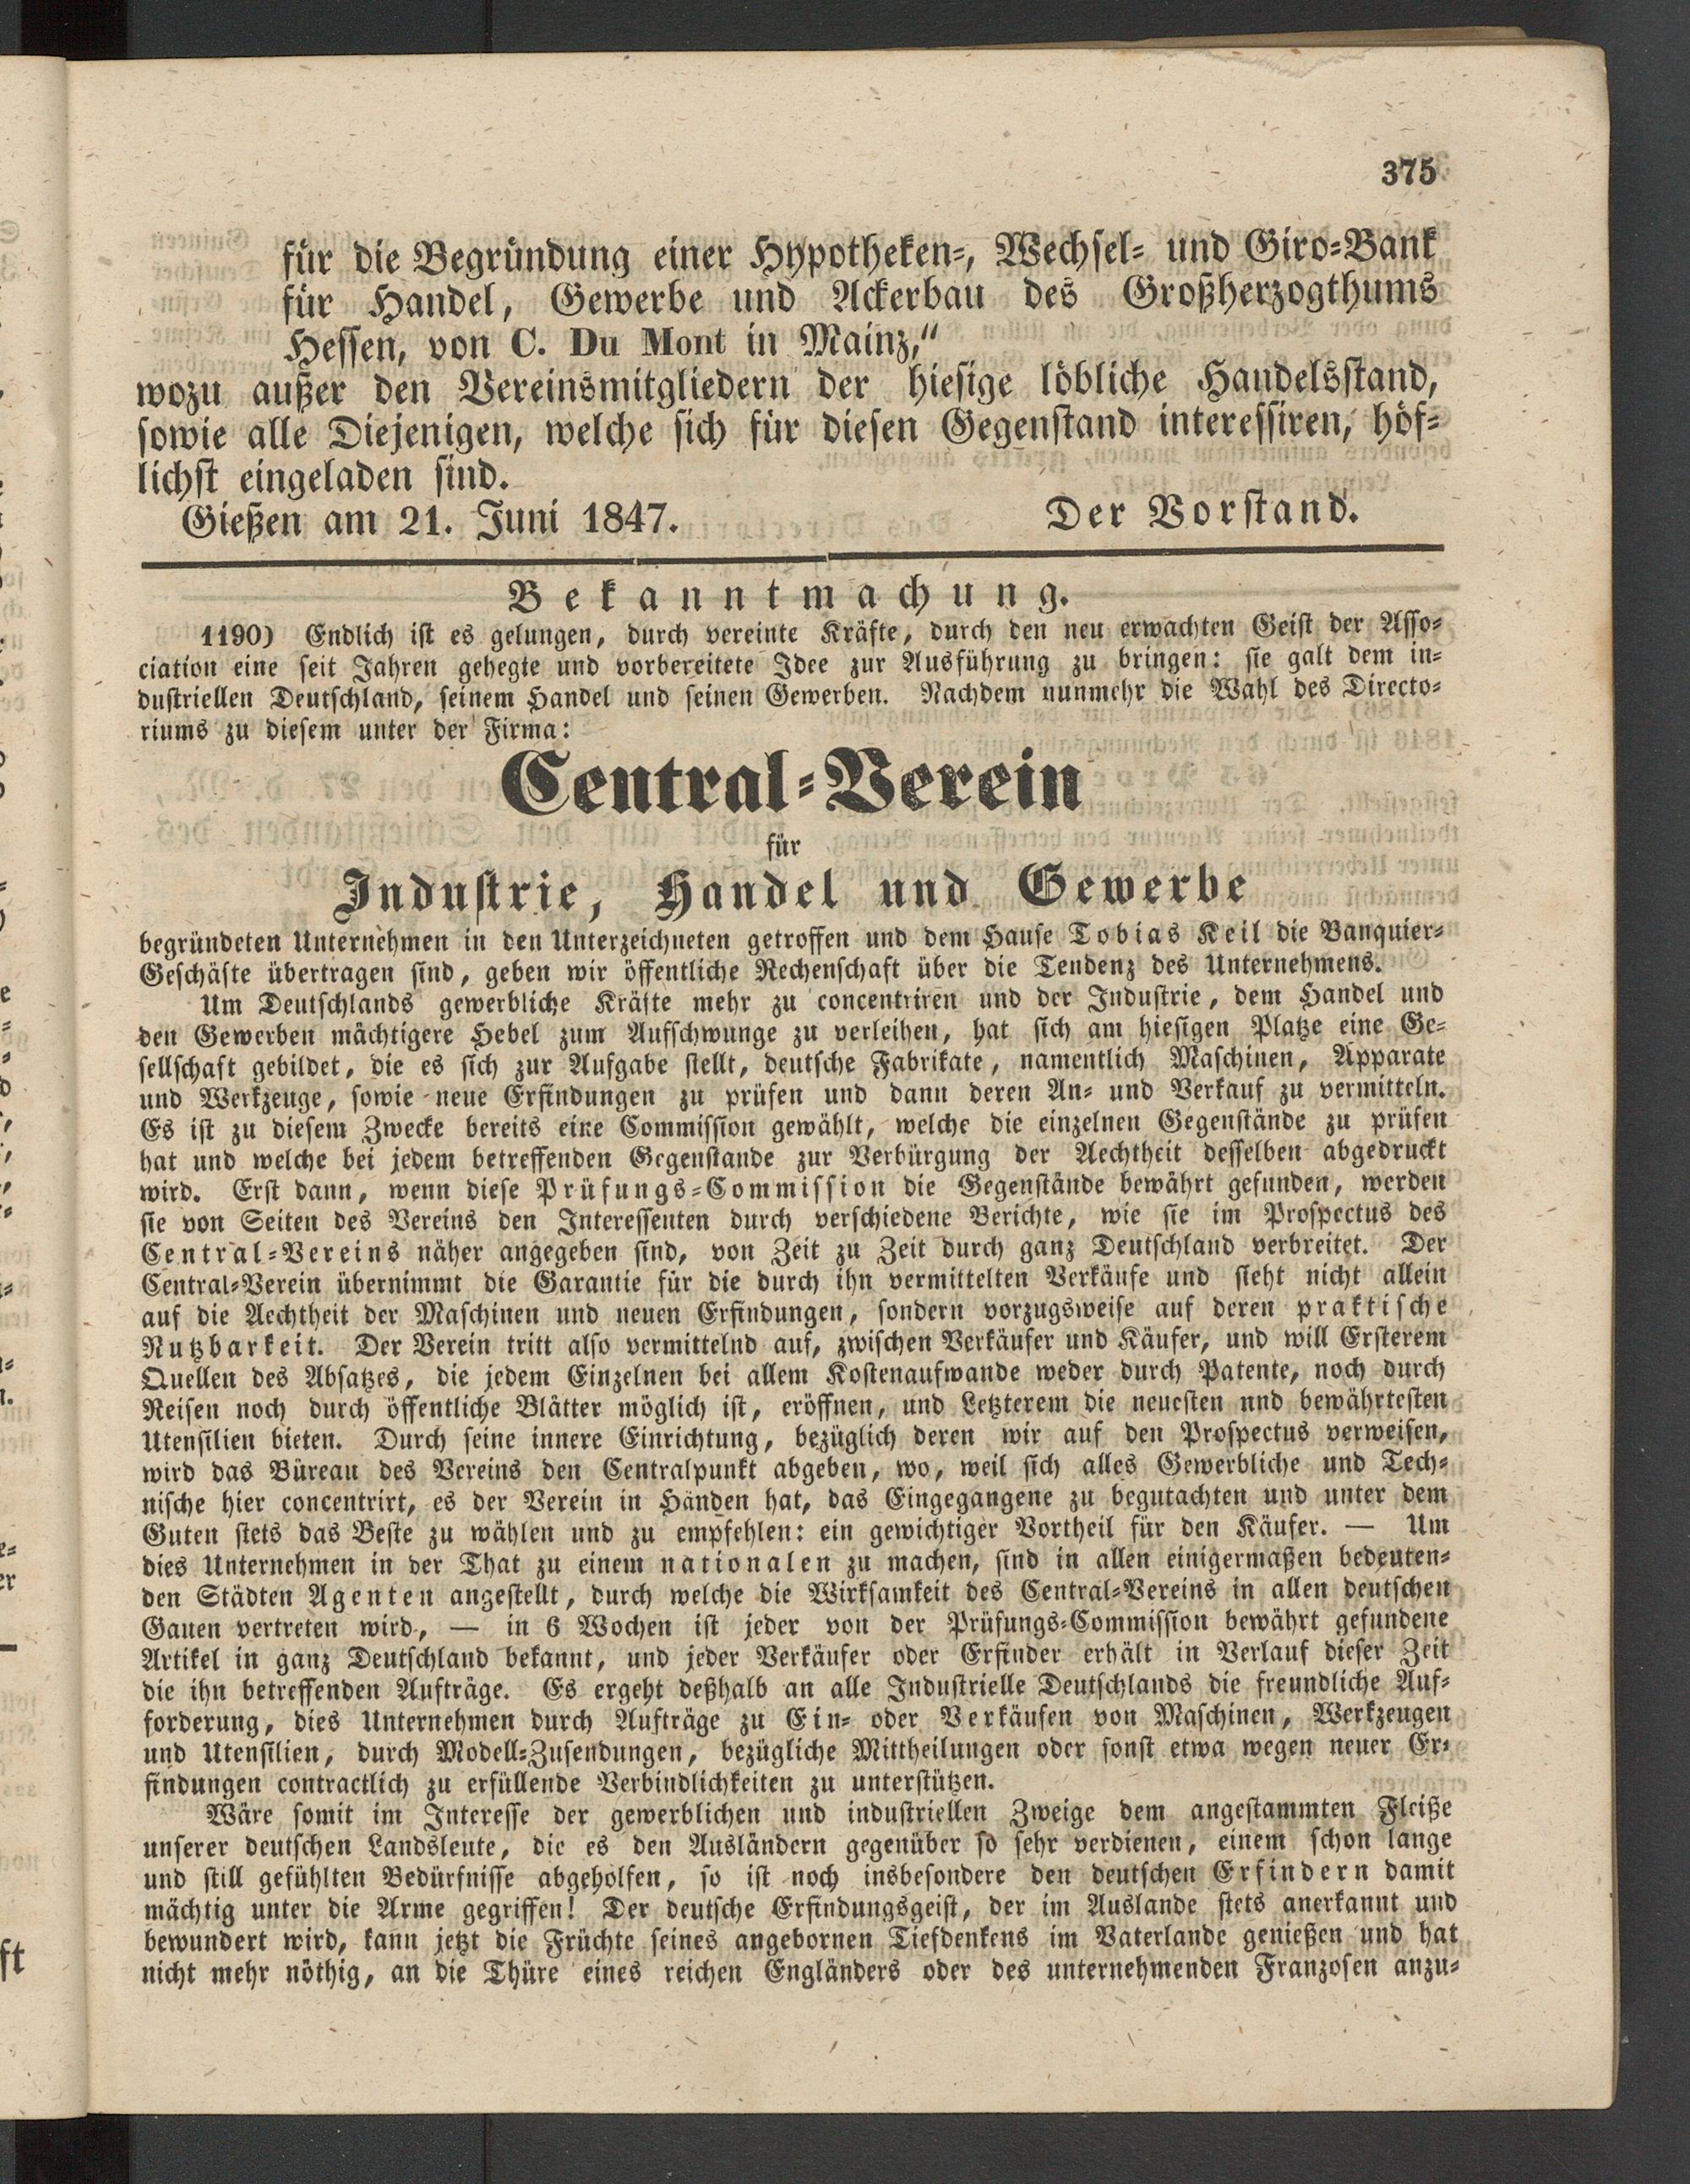 375
für die Begründung einer Hypotheken-, Wechsel- und Giro-Bank
für Handel, Gewerbe und Ackerbau des Großherzogthums
Hessen, von C. Du Mont in Mainz,“
wozu außer den Vereinsmitgliedern der hiesige löbliche Handelsstand,
sowie alle Diejenigen, welche sich für diesen Gegenstand interessiren, höf-
lichst eingeladen sind.
Gießen am 21. Juni 1847. Der Vorstand.
Bekanntmachung.
1190) Endlich ist es gelungen, durch vereinte Kräfte, durch den neu erwachten Geist der Asso-
ciation eine seit Jahren gehegte und vorbereitete Idee zur Ausführung zu bringen: sie galt dem in-
dustriellen Deutschland, seinem Handel und seinen Gewerben. Nachdem nunmehr die Wahl des Directo-
riums zu diesem unter der Firma:
Central-Verein
für
Industrie, Handel und Gewerbe
begründeten Unternehmen in den Unterzeichneten getroffen und dem Hause Tobias Keil die Banquier-
Geschäfte übertragen sind, geben wir öffentliche Rechenschaft über die Tendenz des Unternehmens.
Um Deutschlands gewerbliche Kräfte mehr zu concentriren und der Industrie, dem Handel und
den Gewerben mächtigere Hebel zum Aufschwunge zu verleihen, hat sich am hiesigen Platze eine Ge-
sellschaft gebildet, die es sich zur Aufgabe stellt, deutsche Fabrikate, namentlich Maschinen, Apparate
und Werkzeuge, sowie neue Erfindungen zu prüfen und dann deren An- und Verkauf zu vermitteln.
Es ist zu diesem Zwecke bereits eine Commission gewählt, welche die einzelnen Gegenstände zu prüfen
hat und welche bei jedem betreffenden Gegenstande zur Verbürgung der Aechtheit desselben abgedruckt
wird. Erst dann, wenn diese Prüfungs-Commission die Gegenstände bewährt gefunden, werden
sie von Seiten des Vereins den Interessenten durch verschiedene Berichte, wie sie im Prospectus des
Central-Vereins näher angegeben sind, von Zeit zu Zeit durch ganz Deutschland verbreitet. Der
Central-Verein übernimmt die Garantie für die durch ihn vermittelten Verkäufe und sieht nicht allein
auf die Aechtheit der Maschinen und neuen Erfindungen, sondern vorzugsweise auf deren praktische
Nutzbarkeit. Der Verein tritt also vermittelnd auf, zwischen Verkäufer und Käufer, und will Ersterem
Quellen des Absatzes, die jedem Einzelnen bei allem Kostenaufwande weder durch Patente, noch durch
Reisen noch durch öffentliche Blätter möglich ist, eröffnen, und Letzterem die neuesten und bewährtesten
Utensilien bieten. Durch seine innere Einrichtung, bezüglich deren wir auf den Prospectus verweisen,
wird das Büreau des Vereins den Centralpunkt abgeben, wo, weil sich alles Gewerbliche und Tech-
nische hier concentrirt, es der Verein in Händen hat, das Eingegangene zu begutachten und unter dem
Guten stets das Beste zu wählen und zu empfehlen: ein gewichtiger Vortheil für den Käufer. — Um
dies Unternehmen in der That zu einem nationalen zu machen, sind in allen einigermaßen bedeuten-
den Städten Agenten angestellt, durch welche die Wirksamkeit des Central-Vereins in allen deutschen
Gauen vertreten wird, — in 6 Wochen ist jeder von der Prüfungs-Commission bewährt gefundene
Artikel in ganz Deutschland bekannt, und jeder Verkäufer oder Erfinder erhält in Verlauf dieser Zeit
die ihn betreffenden Aufträge. Es ergeht deßhalb an alle Industrielle Deutschlands die freundliche Auf-
forderung, dies Unternehmen durch Aufträge zu Ein- oder Verkäufen von Maschinen, Werkzeugen
und Utensilien, durch Modell-Zusendungen, bezügliche Mittheilungen oder sonst etwa wegen neuer Er-
findungen contractlich zu erfüllende Verbindlichkeiten zu unterstützen.
Wäre somit im Interesse der gewerblichen und industriellen Zweige dem angestammten Fleiße
unserer deutschen Landsleute, die es den Ausländern gegenüber so sehr verdienen, einem schon lange
und still gefühlten Bedürfnisse abgeholfen, so ist noch insbesondere den deutschen Erfindern damit
mächtig unter die Arme gegriffen! Der deutsche Erfindungsgeist, der im Auslande stets anerkannt und
bewundert wird, kann jetzt die Früchte seines angebornen Tiefdenkens im Vaterlande genießen und hat
nicht mehr nöthig, an die Thüre eines reichen Engländers oder des unternehmenden Franzosen anzu-